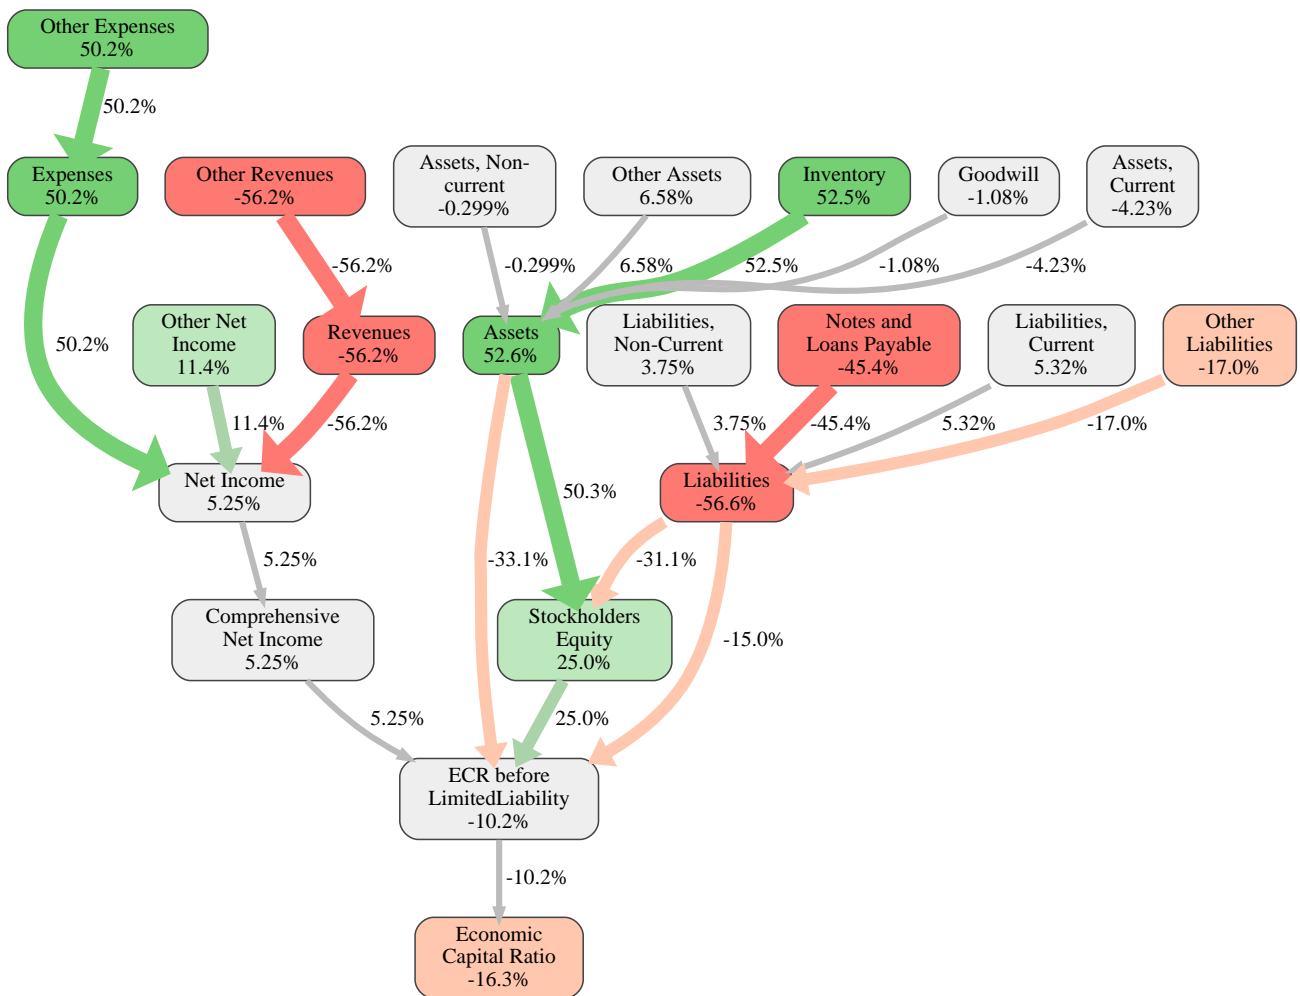 Other Expenses
50.2%
50.2%
Expenses
50.2%
Other Revenues
-56.2%
Assets, Non-
current
-0.299%
Other Assets
6.58%
Inventory
52.5%
Goodwill
-1.08%
Assets,
Current
-4.23%
-56.2%
-0.299%
6.58%
52.5%
-1.08%
-4.23%
50.2%
Other Net
Income
11.4%
Revenues
-56.2%
Assets
52.6%
Liabilities,
Non-Current
3.75%
Notes and
Loans Payable
-45.4%
Liabilities,
Current
5.32%
Other
Liabilities
-17.0%
11.4%
-56.2%
3.75%
-45.4%
5.32%
-17.0%
Net Income
5.25%
50.3%
Liabilities
-56.6%
5.25%
-33.1%
-31.1%
Comprehensive
Net Income
5.25%
Stockholders
Equity
25.0%
-15.0%
5.25%
25.0%
ECR before
LimitedLiability
-10.2%
-10.2%
Economic
Capital Ratio
-16.3%